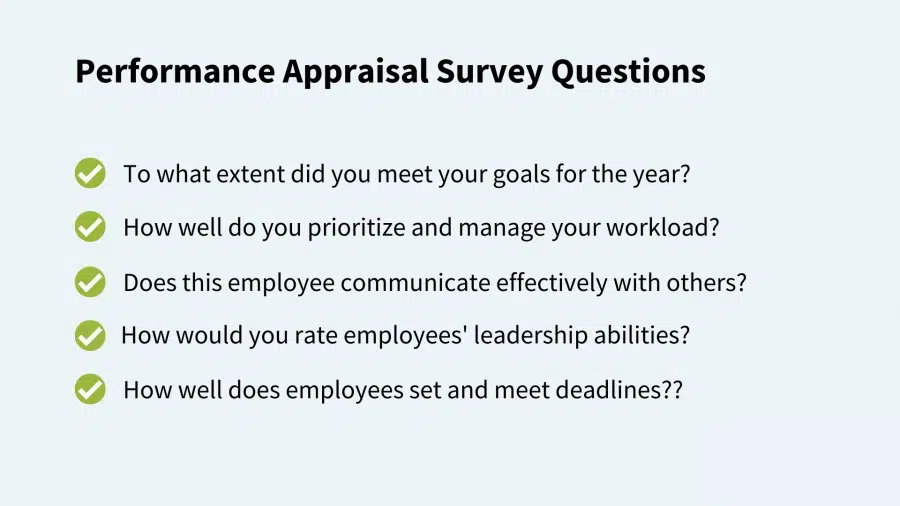 Performance Appraisal Survey Questions
To what extent did you meet your goals for the year?
How well do you prioritize and manage your workload?
Does this employee communicate effectively with others?
How would you rate employees' leadership abilities?
How well does employees set and meet deadlines??